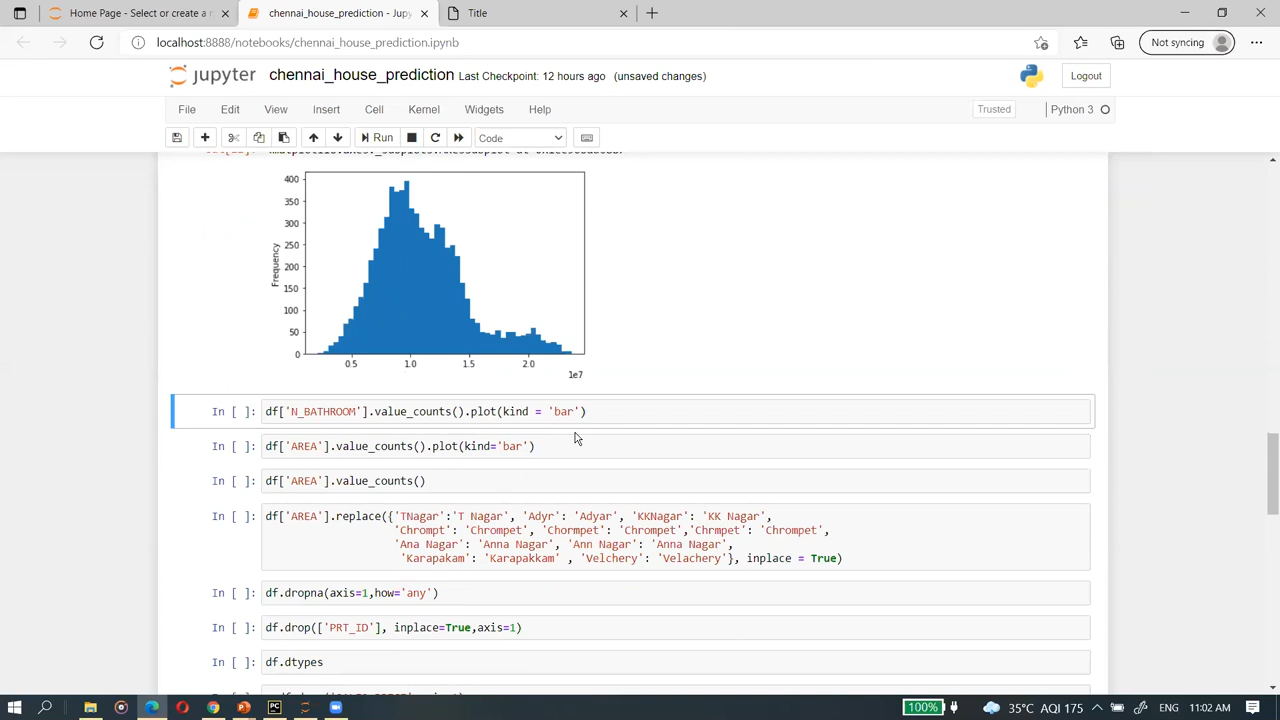 Home Page - Select or create a n
chennai_house_prediction - Jupy
Title
localhost:8888/notebooks/chennai_house_prediction.ipynb
Not syncing
jupyter chennai_house_prediction Last Checkpoint: 12 hours ago (unsaved changes)
Logout
File Edit View Insert Cell Kernel Widgets Help
Trusted
Python 3
Run
Code
400
350
300
250
200
150
100
50
0
Frequency
0.5 1.0 1.5 2.0
1e7
In [ ]: df['N_BATHROOM'].value_counts().plot(kind = 'bar')
In [ ]: df['AREA'].value_counts().plot(kind='bar')
In [ ]: df['AREA'].value_counts()
In [ ]: df['AREA'].replace({'TNagar':'T Nagar', 'Adyr': 'Adyar', 'KKNagar': 'KK Nagar',
'Chrompt': 'Chrompet', 'Chormpet': 'Chrompet','Chrmpet': 'Chrompet',
'Ana Nagar': 'Anna Nagar', 'Ann Nagar': 'Anna Nagar',
'Karapakam': 'Karapakkam' , 'Velchery': 'Velachery'}, inplace = True)
In [ ]: df.dropna(axis=1,how='any')
In [ ]: df.drop(['PRT_ID'], inplace=True,axis=1)
In [ ]: df.dtypes
100%
35°C AQI 175
ENG
11:02 AM